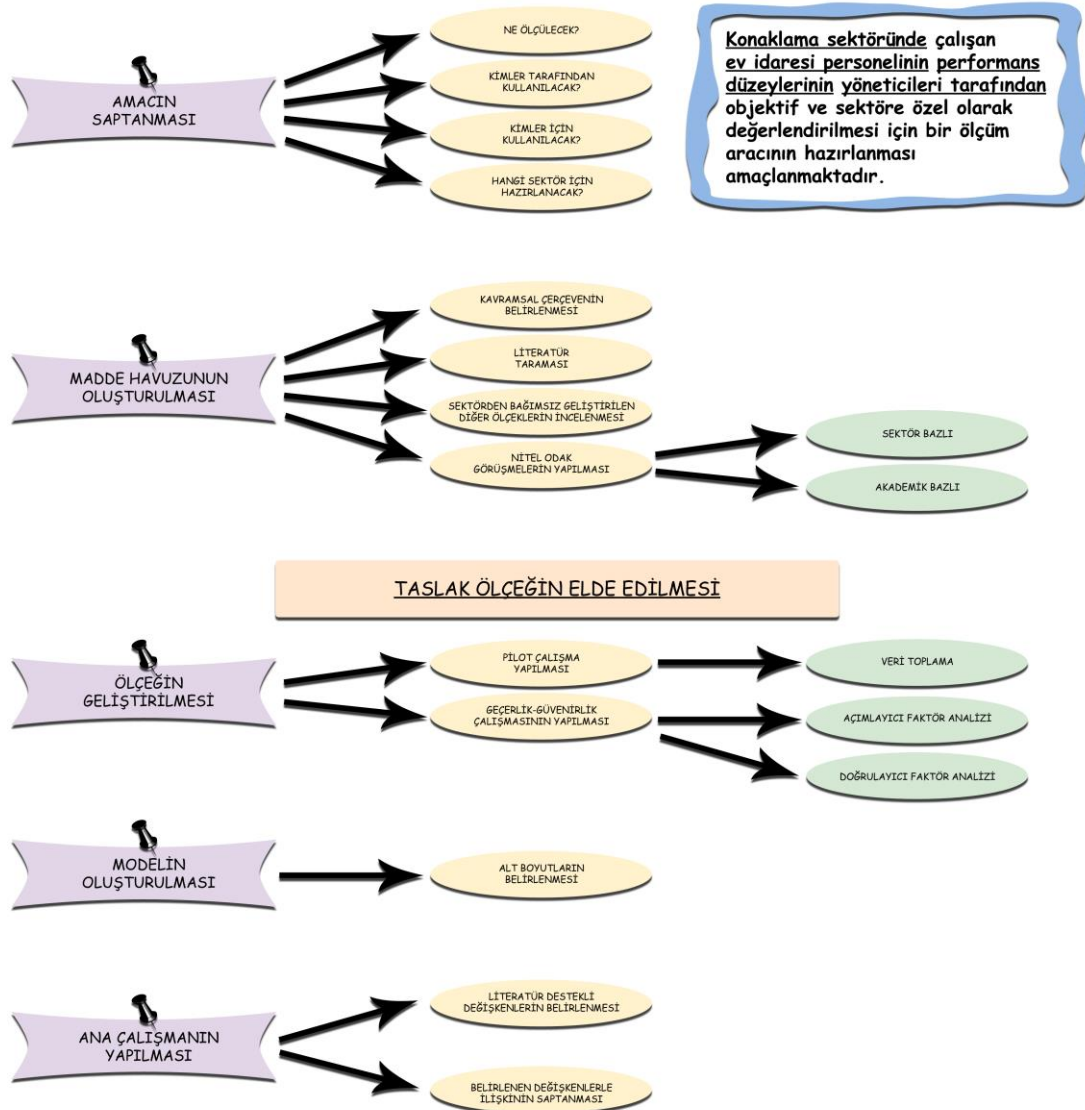 AMACIN
SAPTANMASI
NE ÖLÇÜLECEK?
KİMLER TARAFINDAN
KULLANILACAK?
KİMLER İÇİN
KULLANILACAK?
HANGİ SEKTÖR İÇİN
HAZIRLANACAK?
Konaklama sektöründe çalışan
ev idaresi personelinin performans
düzeylerinin yöneticileri tarafından
objektif ve sektöre özel olarak
değerlendirilmesi için bir ölçüm
aracının hazırlanması
amaçlanmaktadır.
MADDE HAVUZUNUN
OLUŞTURULMASI
KAVRAMSAL ÇERÇEVENİN
BELİRLENMESİ
LİTERATÜR
TARAMASI
SEKTÖRDEN BAĞIMSIZ GELİŞTİRİLEN
DİĞER ÖLÇEKLERİN İNCELENMESİ
NİTEL ODAK
GÖRÜŞMELERİN YAPILMASI
SEKTÖR BAZLI
AKADEMİK BAZLI
TASLAK ÖLÇEĞİN ELDE EDİLMESİ
ÖLÇEĞİN
GELİŞTİRİLMESİ
PİLOT ÇALIŞMA
YAPILMASI
GEÇERLİK-GÜVENİRLİK
ÇALIŞMASININ YAPILMASI
VERİ TOPLAMA
AÇIMLAYICI FAKTÖR ANALİZİ
DOĞRULAYICI FAKTÖR ANALİZİ
MODELİN
OLUŞTURULMASI
ALT BOYUTLARIN
BELİRLENMESİ
ANA ÇALIŞMANIN
YAPILMASI
LİTERATÜR DESTEKLİ
DEĞİŞKENLERİN BELİRLENMESİ
BELİRLENEN DEĞİŞKENLERLE
İLİŞKİNİN SAPTANMASI